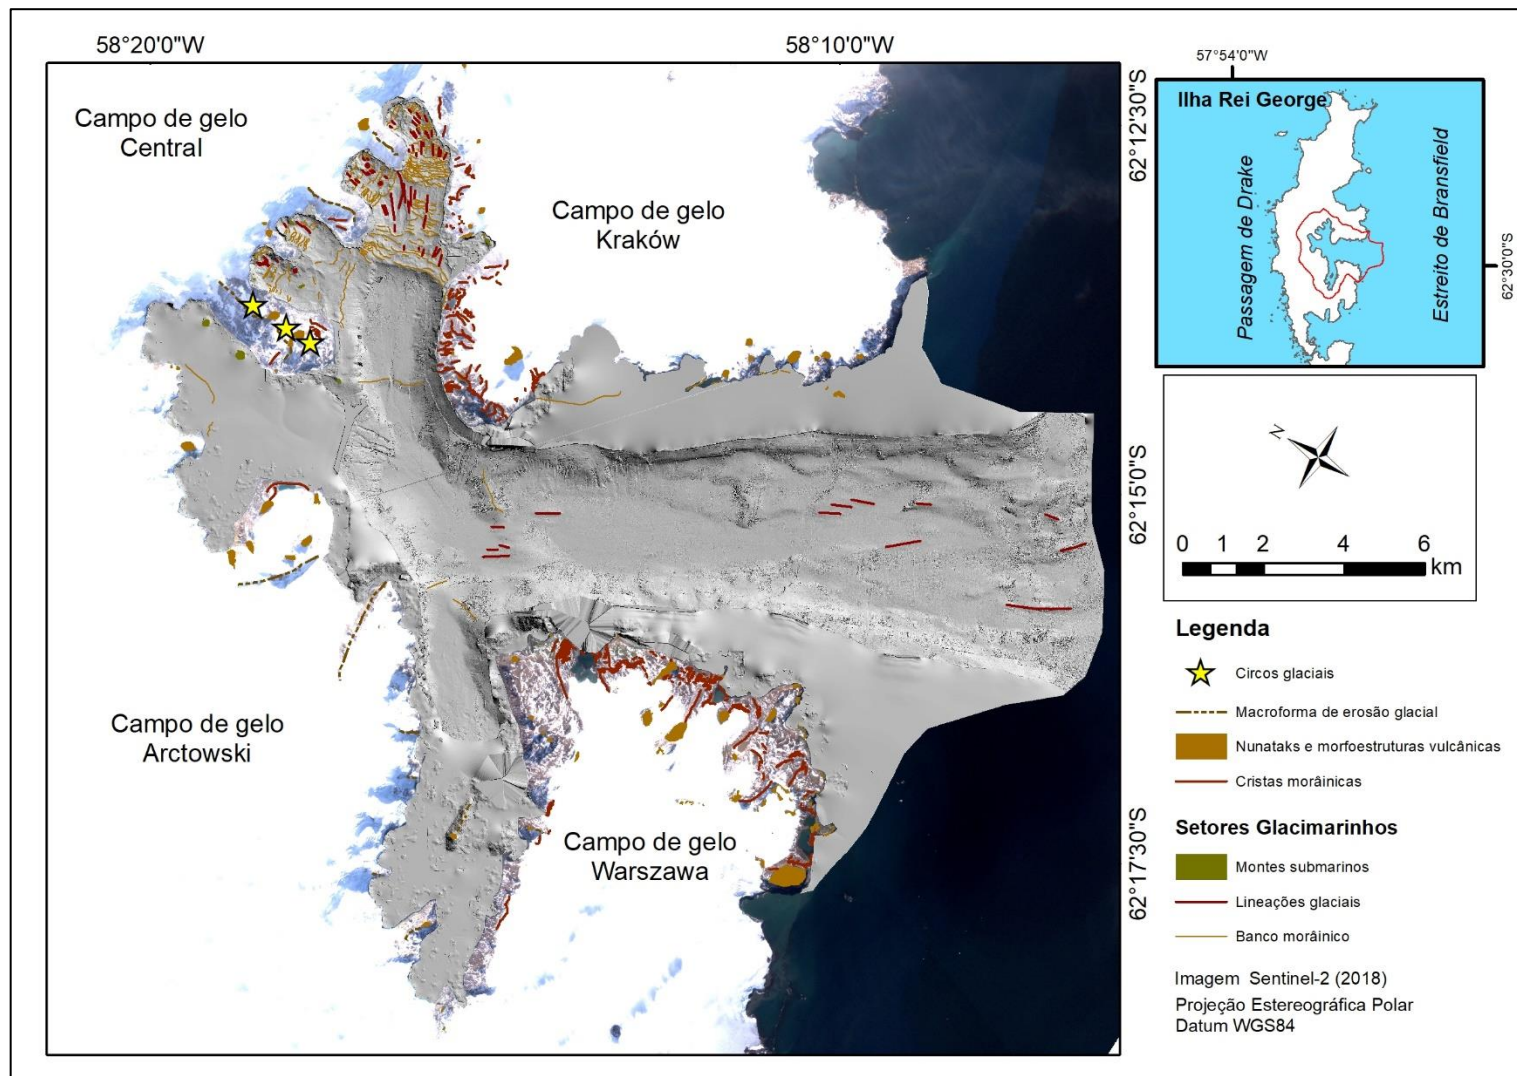 58°20'0"W
58°10'0"W
57°54'0"W
Campo de gelo
Central
Campo de gelo
Kraków
Campo de gelo
Arctowski
Campo de gelo
Warszawa
62°12'30"S
62°15'0"S
62°17'30"S
Ilha Rei George
Passagem de Drake
Estreito de Bransfield
62°30'0"S
N
0 1 2 4 6
km
Legenda
Circos glaciais
Macroforma de erosão glacial
Nunataks e morfoestruturas vulcânicas
Cristas morâinicas
Setores Glacimarinhos
Montes submarinos
Lineações glaciais
Banco morâinico
Imagem Sentinel-2 (2018)
Projeção Estereográfica Polar
Datum WGS84